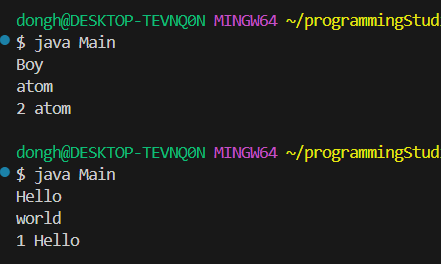 dongh@DESKTOP-TEVNQ0N MINGW64 ~/programmingStud
$ java Main
Boy
atom
2 atom
dongh@DESKTOP-TEVNQ0N MINGW64 ~/programmingStud
$ java Main
Hello
world
1 Hello